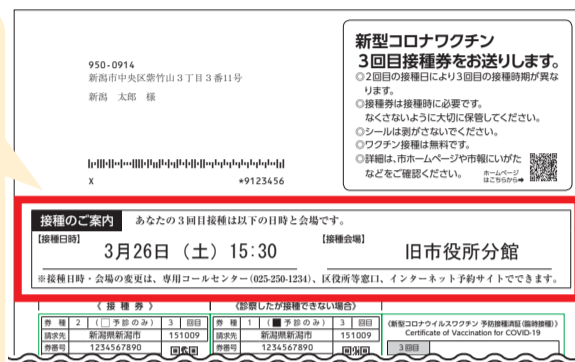 950-0914
新潟市中央区紫竹山3丁目3番11号
新潟 太郎 様
X *9123456
新型コロナワクチン
3回目接種券をお送りします。
◎2回目の接種日により3回目の接種時期が異な
ります。
◎接種券は接種時に必要です。
なくさないように大切に保管してください。
◎シールは剥がさないでください。
◎ワクチン接種は無料です。
◎詳細は、市ホームページや市報にいがた
などをご確認ください。
ホームページ
はこちらから➡
接種のご案内 あなたの3回目接種は以下の日時と会場です。
【接種日時】 【接種会場】
3月26日（土）15:30 旧市役所分館
※接種日時・会場の変更は、専用コールセンター（025-250-1234）、区役所等窓口、インターネット予約サイトでできます。
《 接 種 券 》 《診察したが接種できない場合》
券 種 2 （□予診のみ） 3 回目 券 種 1 （■予診のみ） 3 回目
請求先 新潟県新潟市 151009 請求先 新潟県新潟市 151009
券番号 1234567890 券番号 1234567890
《新型コロナウイルスワクチン 予防接種済証（臨時接種）》
Certificate of Vaccination for COVID-19
3回目